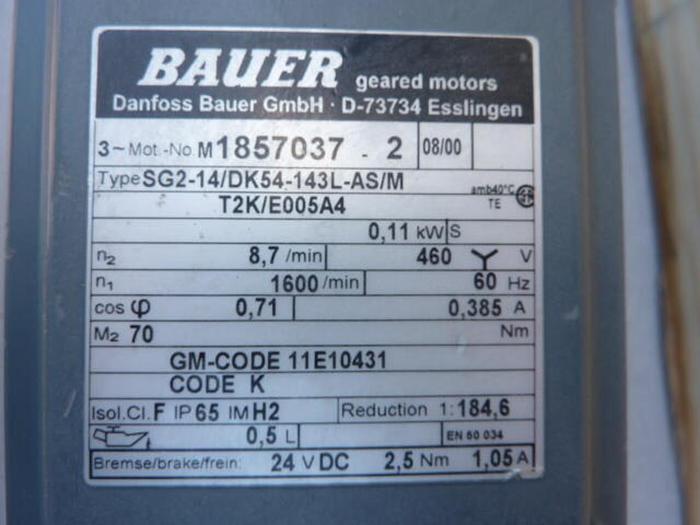 BAUER geared motors
Danfoss Bauer GmbH · D-73734 Esslingen
3~ Mot.-No. M 1857037 - 2 08/00
Type SG2-14/DK54-143L-AS/M amb40°C
T2K/E005A4 TE
0,11 kW S
n₂ 8,7 /min 460 Y V
n₁ 1600 /min 60 Hz
cos φ 0,71 0,385 A
M₂ 70 Nm
GM-CODE 11E10431
CODE K
Isol.Cl. F IP 65 IM H2 Reduction 1: 184,6
0,5 L EN 60 034
Bremse/brake/frein: 24 V DC 2,5 Nm 1,05 A